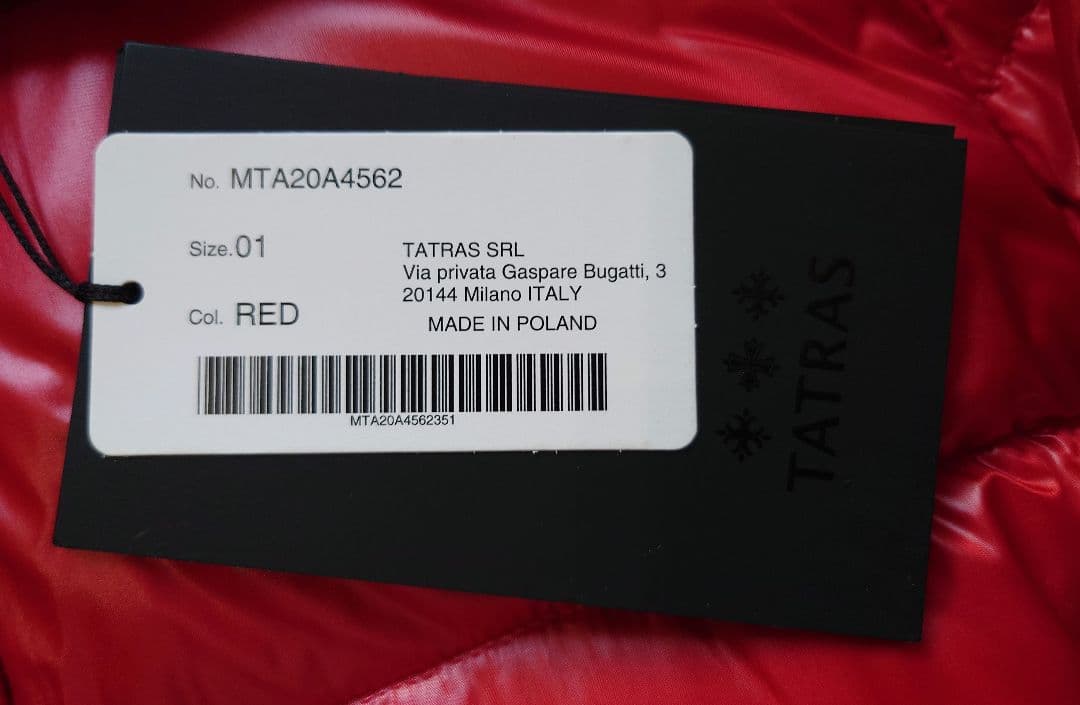 No. MTA20A4562
Size.01
TATRAS SRL
Via privata Gaspare Bugatti, 3
20144 Milano ITALY
Col. RED
MADE IN POLAND
MTA20A4562351
TATRAS